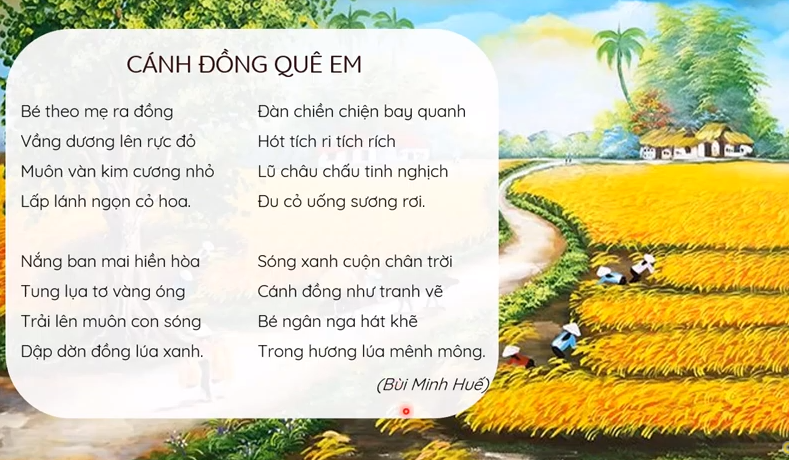 CÁNH ĐỒNG QUÊ EM
Bé theo mẹ ra đồng
Vầng dương lên rực đỏ
Muôn vàn kim cương nhỏ
Lấp lánh ngọn cỏ hoa.
Nắng ban mai hiền hòa
Tung lụa tơ vàng óng
Trải lên muôn con sóng
Dập dờn đồng lúa xanh.
Đàn chiền chiện bay quanh
Hót tích ri tích rích
Lũ châu chấu tinh nghịch
Đu cỏ uống sương rơi.
Sóng xanh cuộn chân trời
Cánh đồng như tranh vẽ
Bé ngân nga hát khẽ
Trong hương lúa mênh mông.
(Bùi Minh Huế)